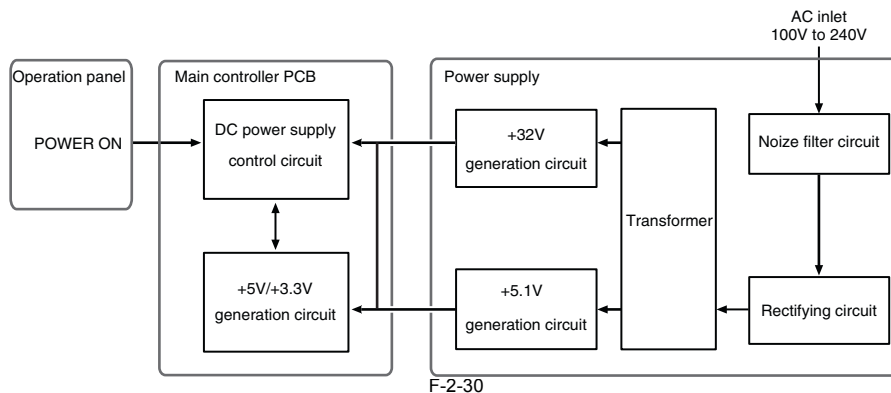 AC inlet
100V to 240V
Operation panel
POWER ON
Main controller PCB
DC power supply
control circuit
+5V/+3.3V
generation circuit
Power supply
+32V
generation circuit
+5.1V
generation circuit
Transformer
Noize filter circuit
Rectifying circuit
F-2-30